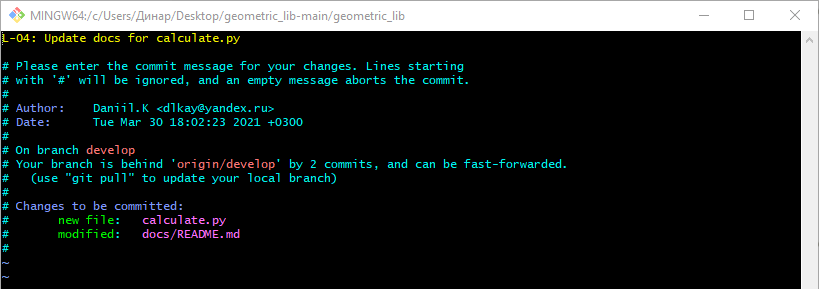 MINGW64:/c/Users/Динар/Desktop/geometric_lib-main/geometric_lib
L-04: Update docs for calculate.py
# Please enter the commit message for your changes. Lines starting
# with '#' will be ignored, and an empty message aborts the commit.
#
# Author:    Daniil.K <dlkay@yandex.ru>
# Date:      Tue Mar 30 18:02:23 2021 +0300
#
# On branch develop
# Your branch is behind 'origin/develop' by 2 commits, and can be fast-forwarded.
#   (use "git pull" to update your local branch)
#
# Changes to be committed:
#       new file:   calculate.py
#       modified:   docs/README.md
#
~
~